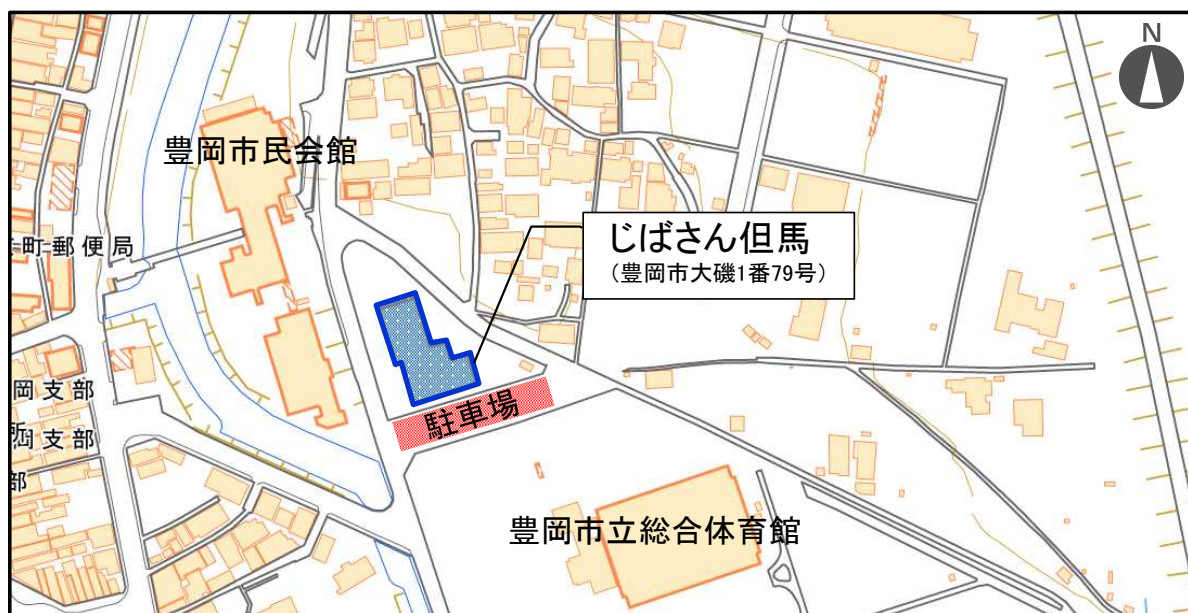 N
豊岡市民会館
じばさん但馬
（豊岡市大磯1番79号）
町郵便局
岡支部
駐車場
岡支部
部
豊岡市立総合体育館